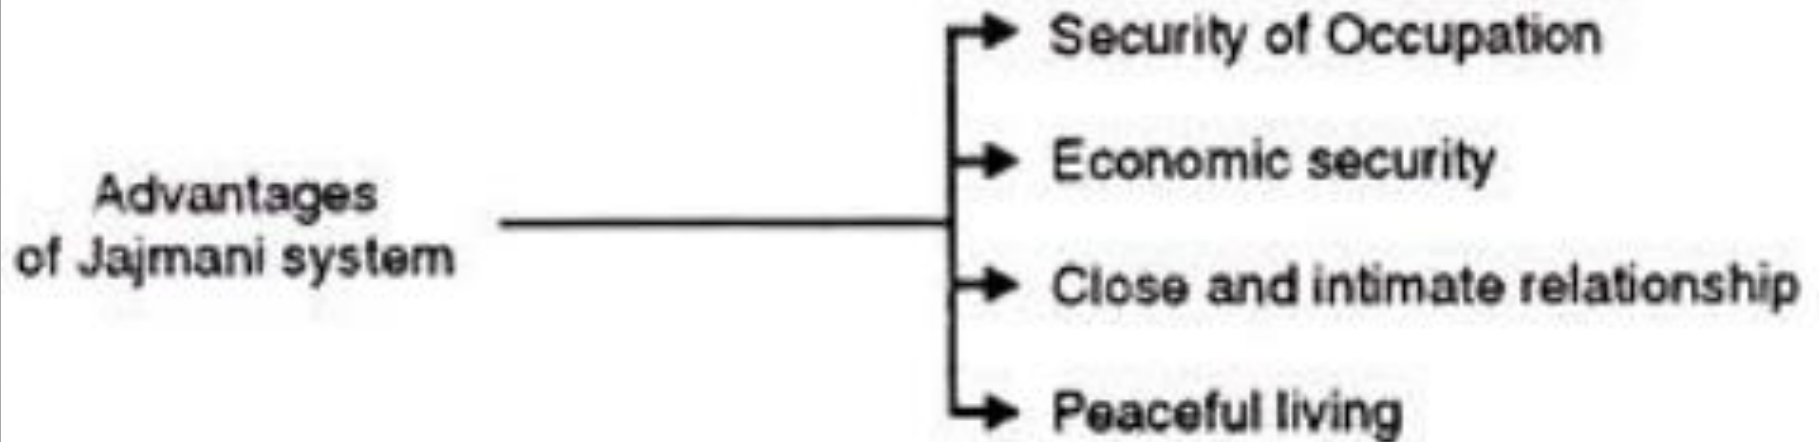 Advantages
of Jajmani system
Security of Occupation
Economic security
Close and intimate relationship
Peaceful living